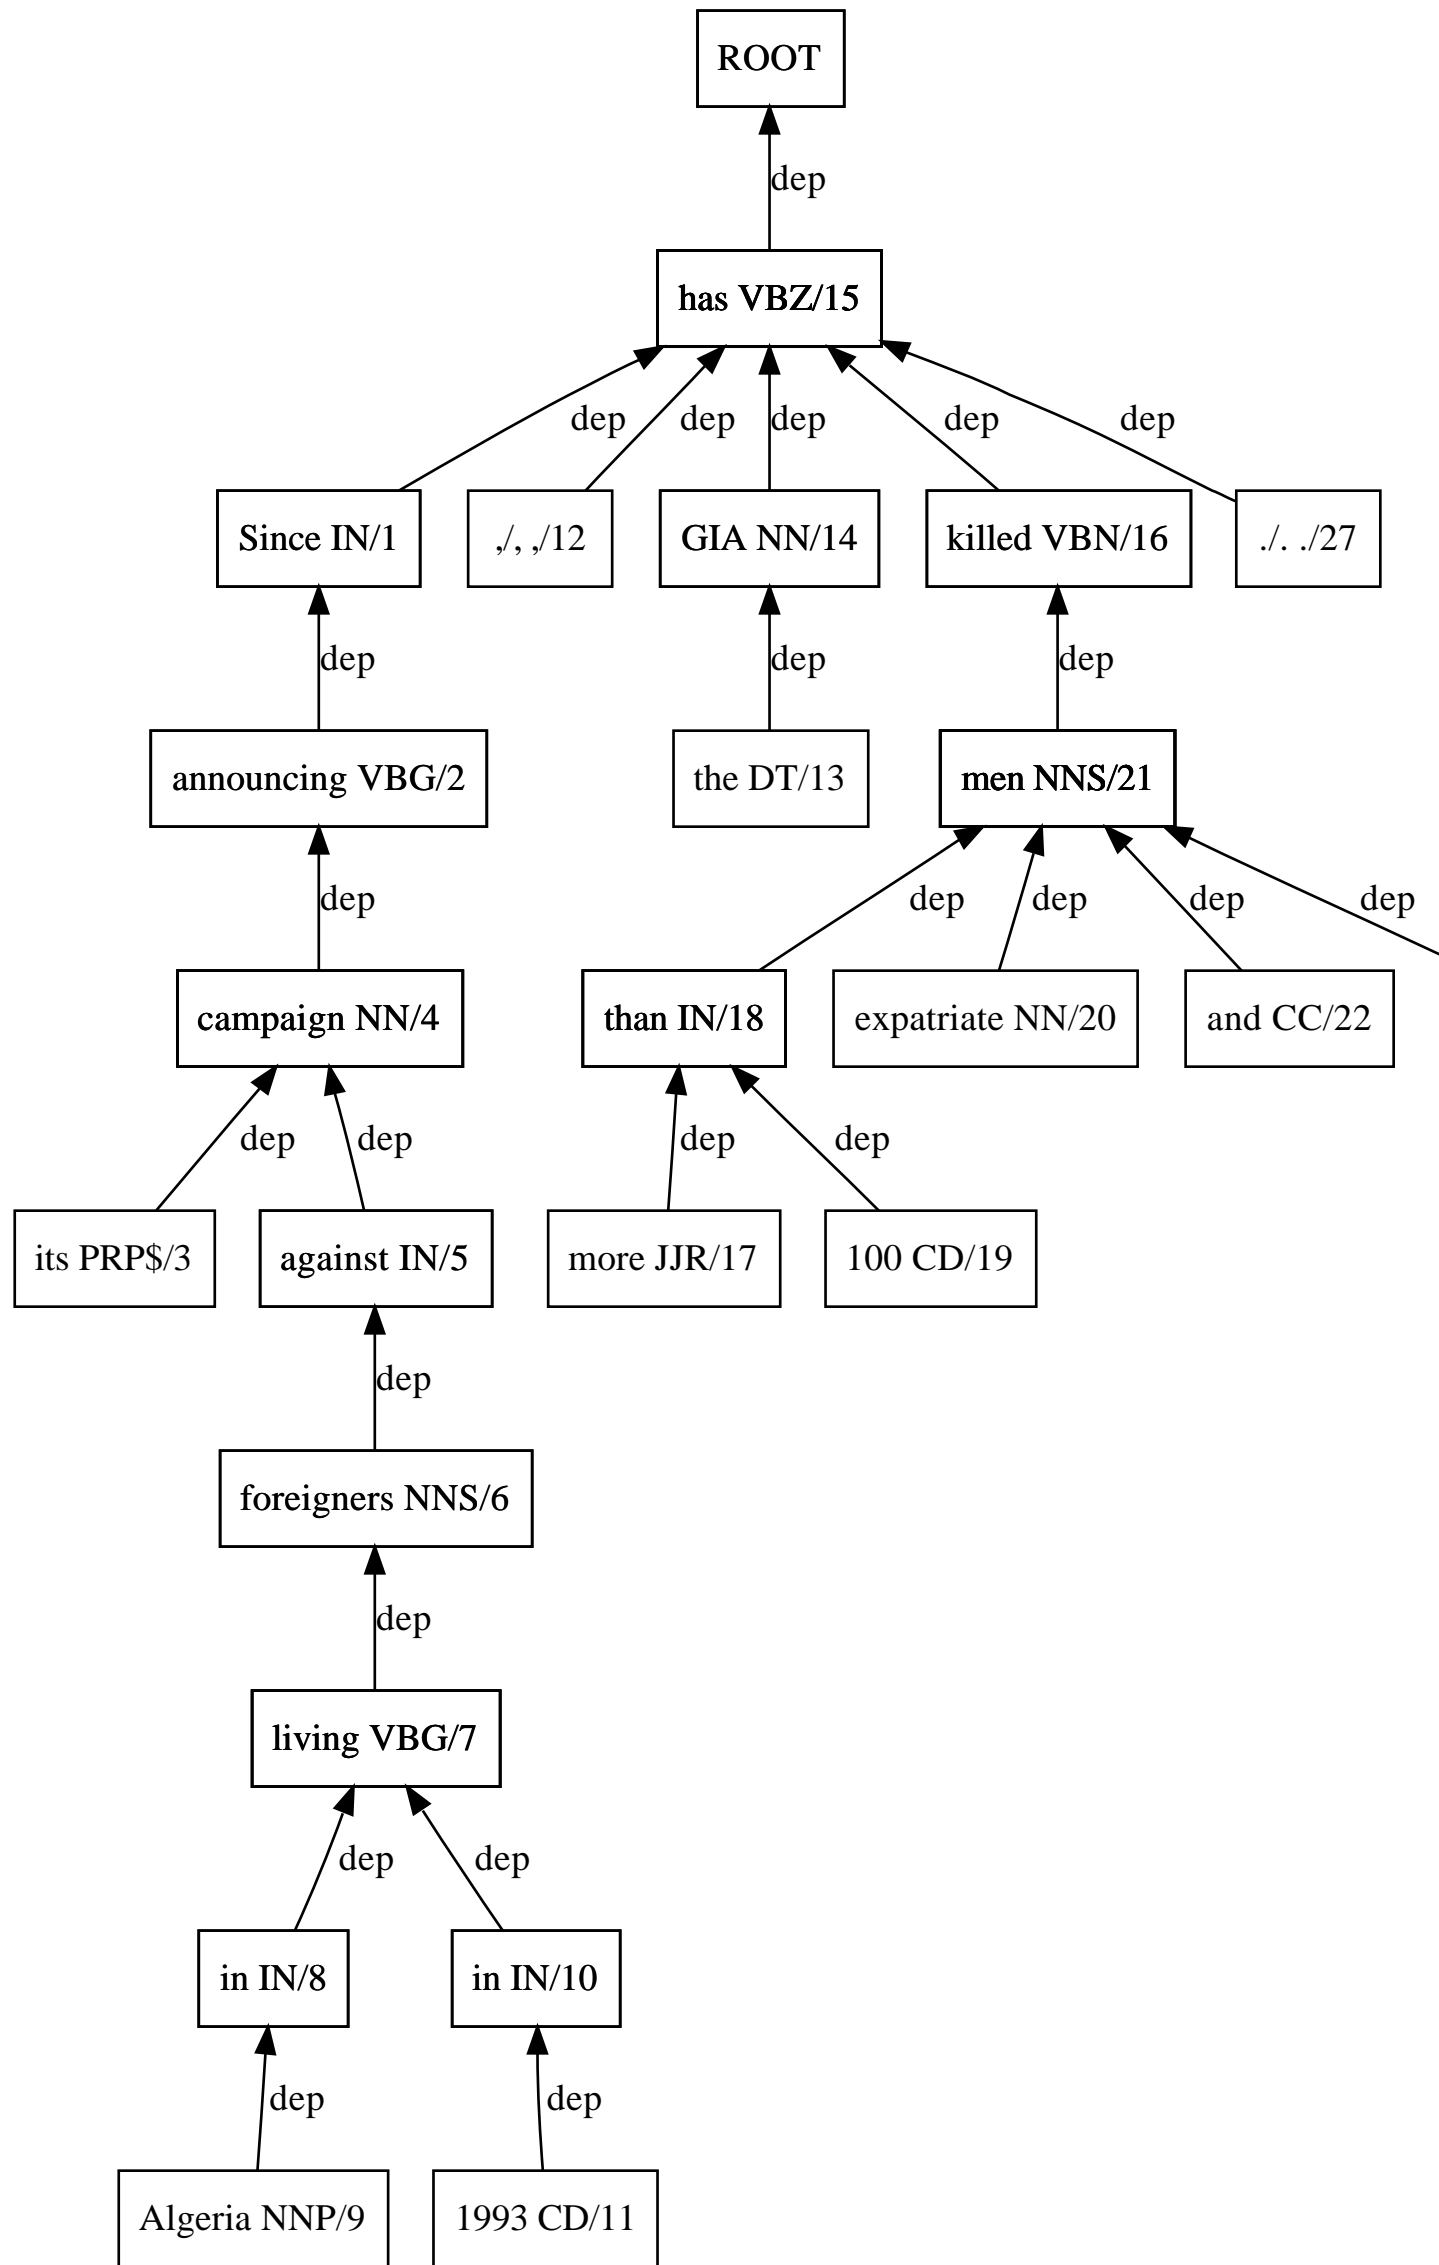 ROOT
dep
has VBZ/15
dep dep dep dep dep
Since IN/1 ,/, ,/12 GIA NN/14 killed VBN/16 ./. ./27
dep dep dep
announcing VBG/2 the DT/13 men NNS/21
dep dep dep dep dep
campaign NN/4 than IN/18 expatriate NN/20 and CC/22
dep dep dep dep
its PRP$/3 against IN/5 more JJR/17 100 CD/19
dep
foreigners NNS/6
dep
living VBG/7
dep dep
in IN/8 in IN/10
dep dep
Algeria NNP/9 1993 CD/11